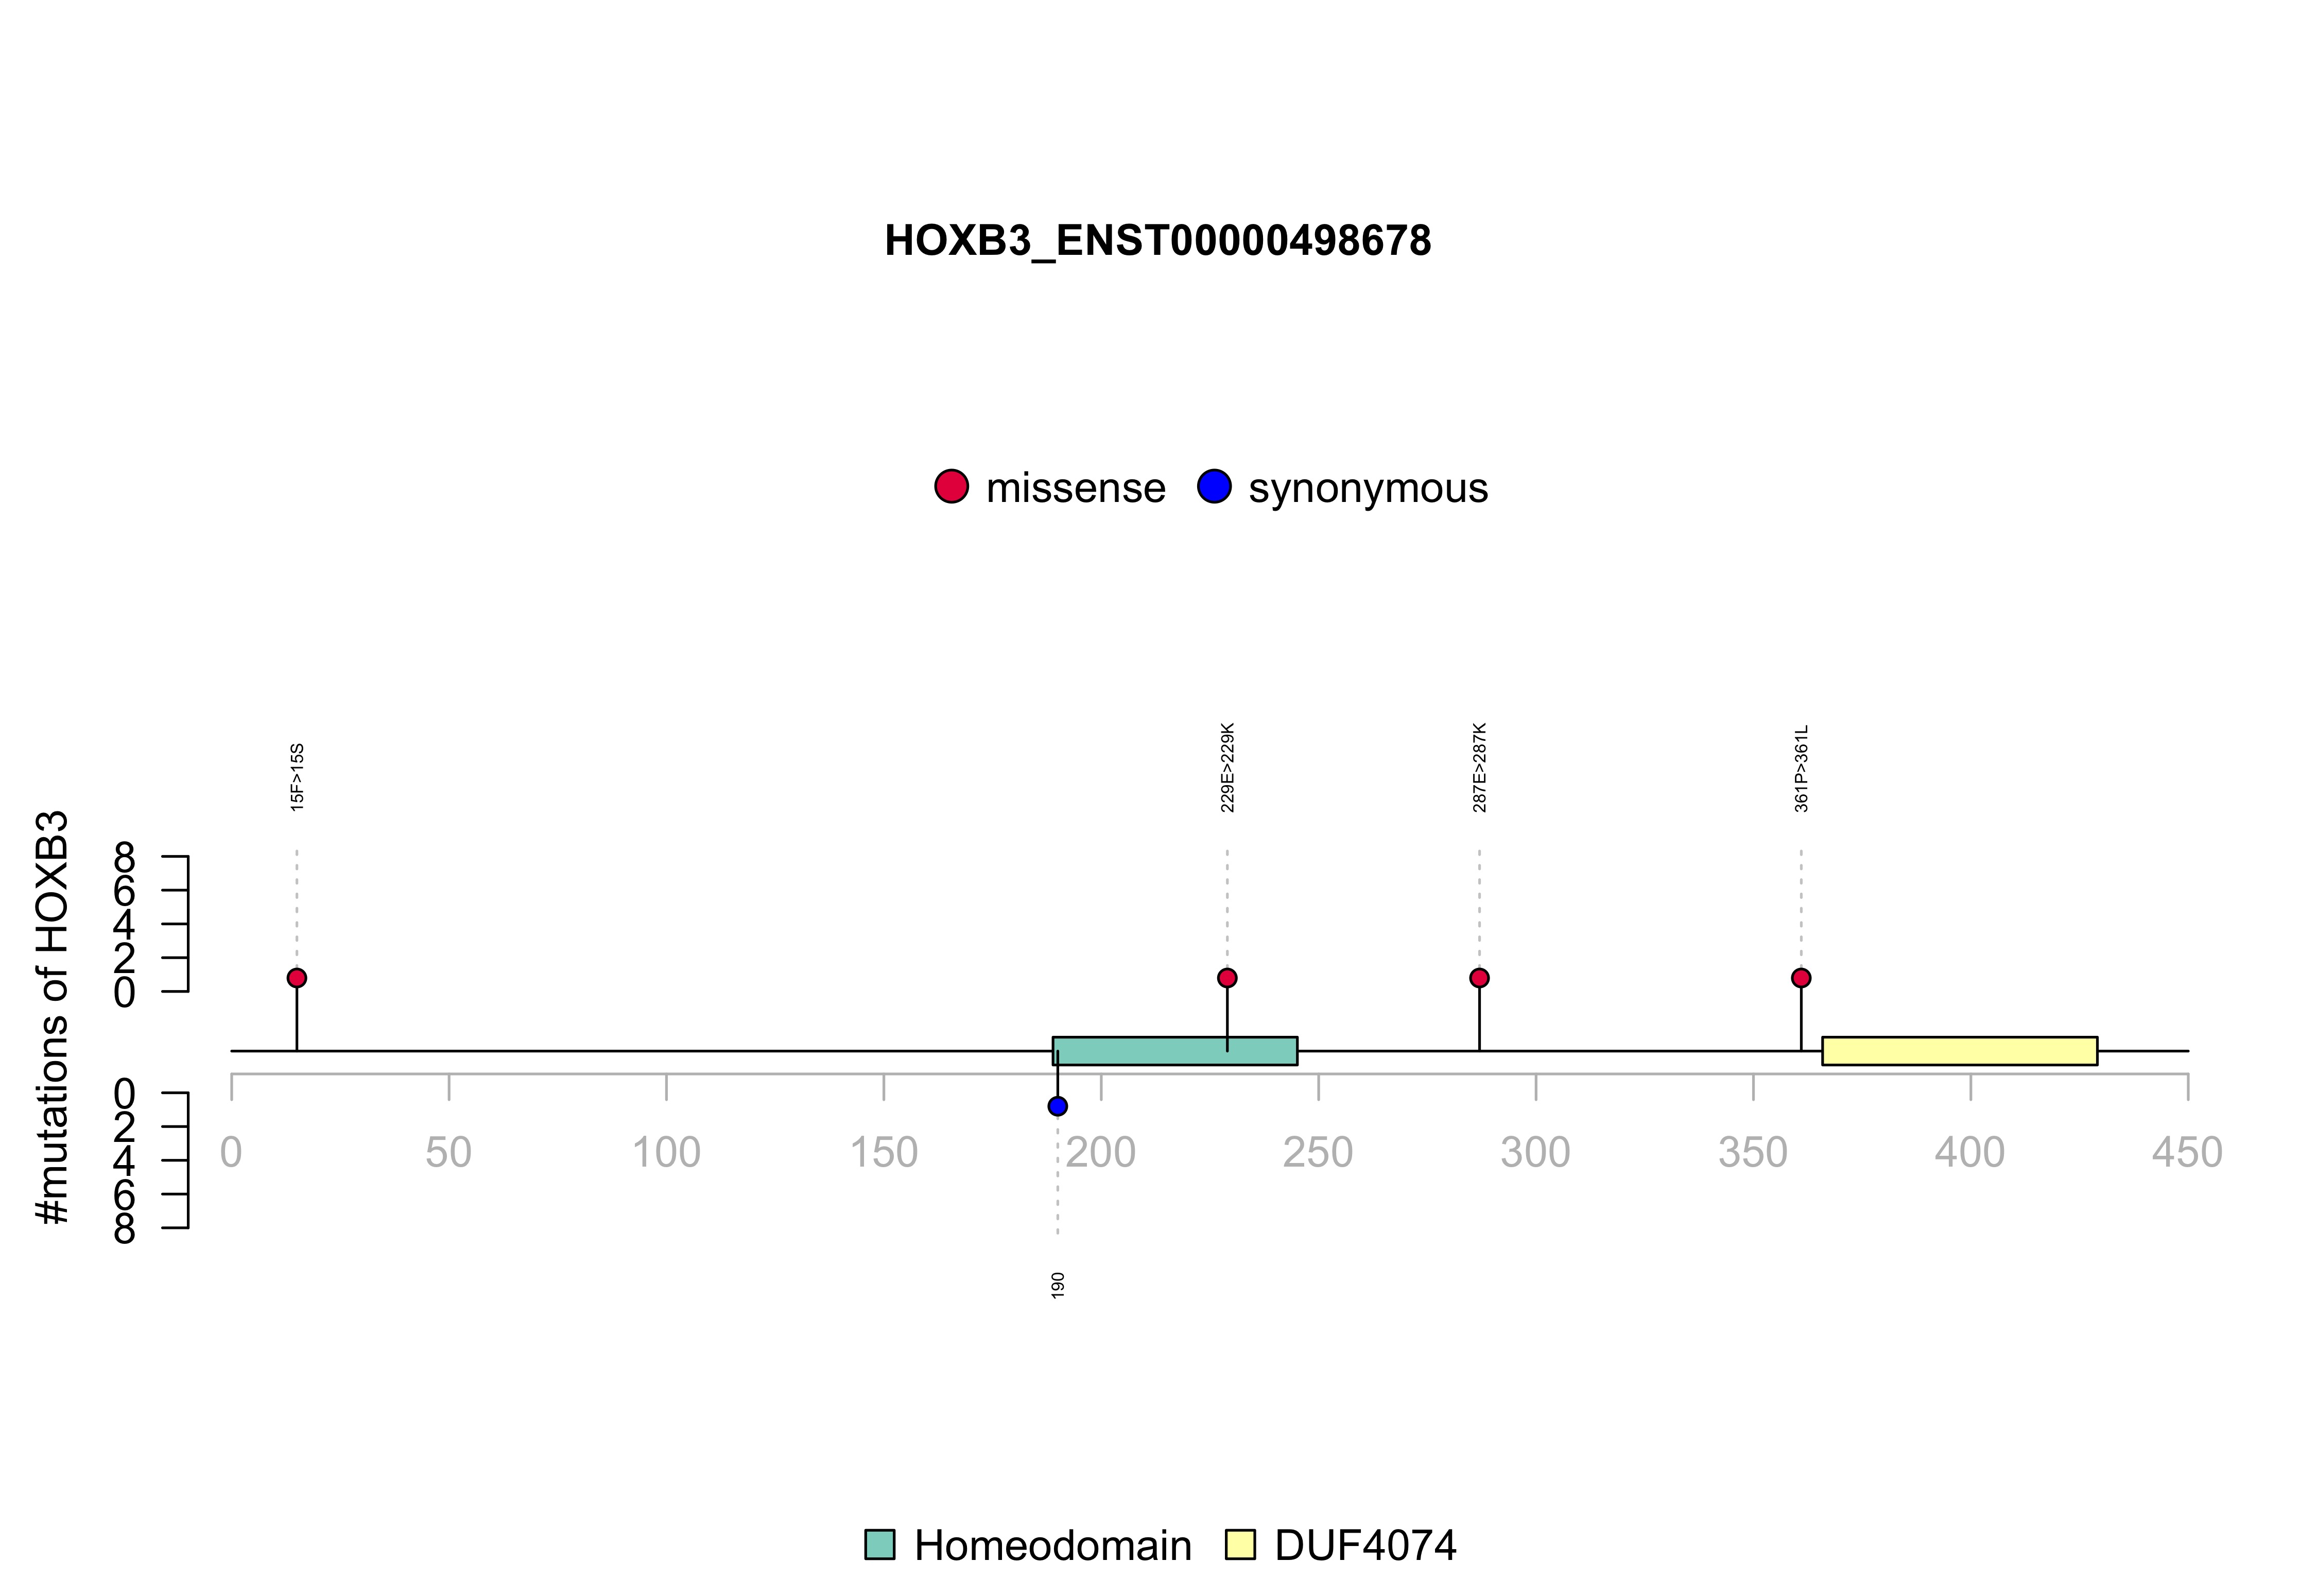 HOXB3_ENST00000498678
missense synonymous
15F>15S 229E>229K 287E>287K 361P>361L
#mutations of HOXB3
8
6
4
2
0
0
2
4
6
8
0 50 100 150 200 250 300 350 400 450
190
Homeodomain DUF4074